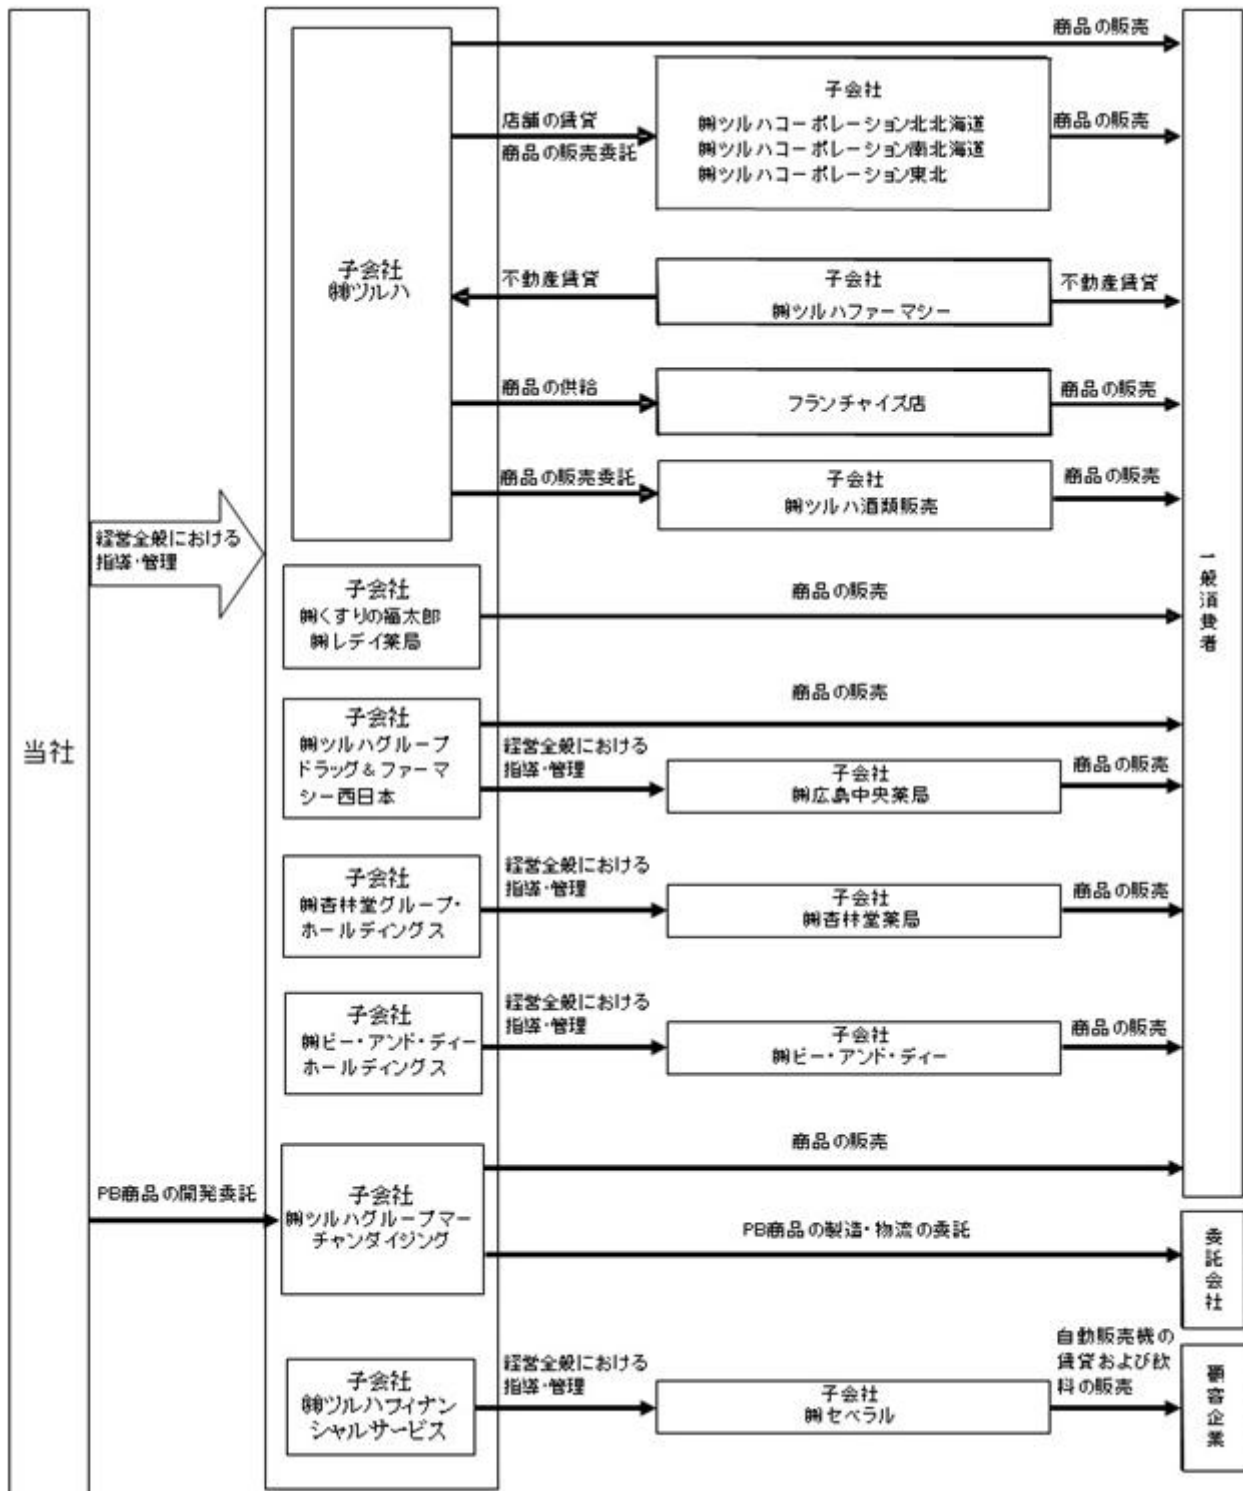 当社
経営全般における
指導・管理
PB商品の開発委託
子会社
㈱ツルハ
商品の販売
店舗の賃貸
商品の販売委託
子会社
㈱ツルハコーポレーション北北海道
㈱ツルハコーポレーション南北海道
㈱ツルハコーポレーション東北
商品の販売
不動産賃貸
子会社
㈱ツルハファーマシー
不動産賃貸
商品の供給
フランチャイズ店
商品の販売
商品の販売委託
子会社
㈱ツルハ酒類販売
商品の販売
子会社
㈱くすりの福太郎
㈱レデイ薬局
商品の販売
子会社
㈱ツルハグループ
ドラッグ&ファーマ
シー西日本
商品の販売
経営全般における
指導・管理
子会社
㈱広島中央薬局
商品の販売
子会社
㈱杏林堂グループ・
ホールディングス
経営全般における
指導・管理
子会社
㈱杏林堂薬局
商品の販売
子会社
㈱ビー・アンド・ディー
ホールディングス
経営全般における
指導・管理
子会社
㈱ビー・アンド・ディー
商品の販売
子会社
㈱ツルハグループマー
チャンダイジング
商品の販売
PB商品の製造・物流の委託
子会社
㈱ツルハフィナン
シャルサービス
経営全般における
指導・管理
子会社
㈱セベラル
自動販売機の
賃貸および飲
料の販売
一般消費者
委託会社
顧客企業